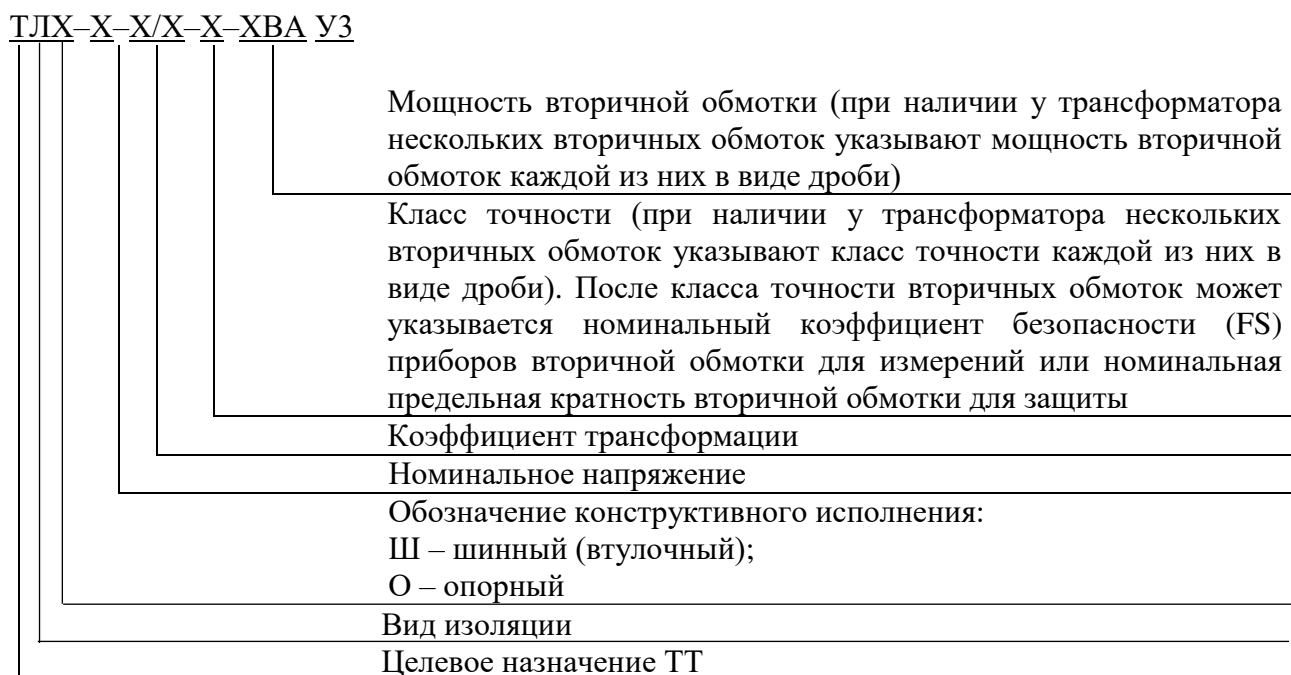 ТЛХ–Х–Х/Х–Х–ХВА У3
Мощность вторичной обмотки (при наличии у трансформатора
нескольких вторичных обмоток указывают мощность вторичной
обмоток каждой из них в виде дроби)
Класс точности (при наличии у трансформатора нескольких
вторичных обмоток указывают класс точности каждой из них в
виде дроби). После класса точности вторичных обмоток может
указывается номинальный коэффициент безопасности (FS)
приборов вторичной обмотки для измерений или номинальная
предельная кратность вторичной обмотки для защиты
Коэффициент трансформации
Номинальное напряжение
Обозначение конструктивного исполнения:
Ш – шинный (втулочный);
О – опорный
Вид изоляции
Целевое назначение ТТ